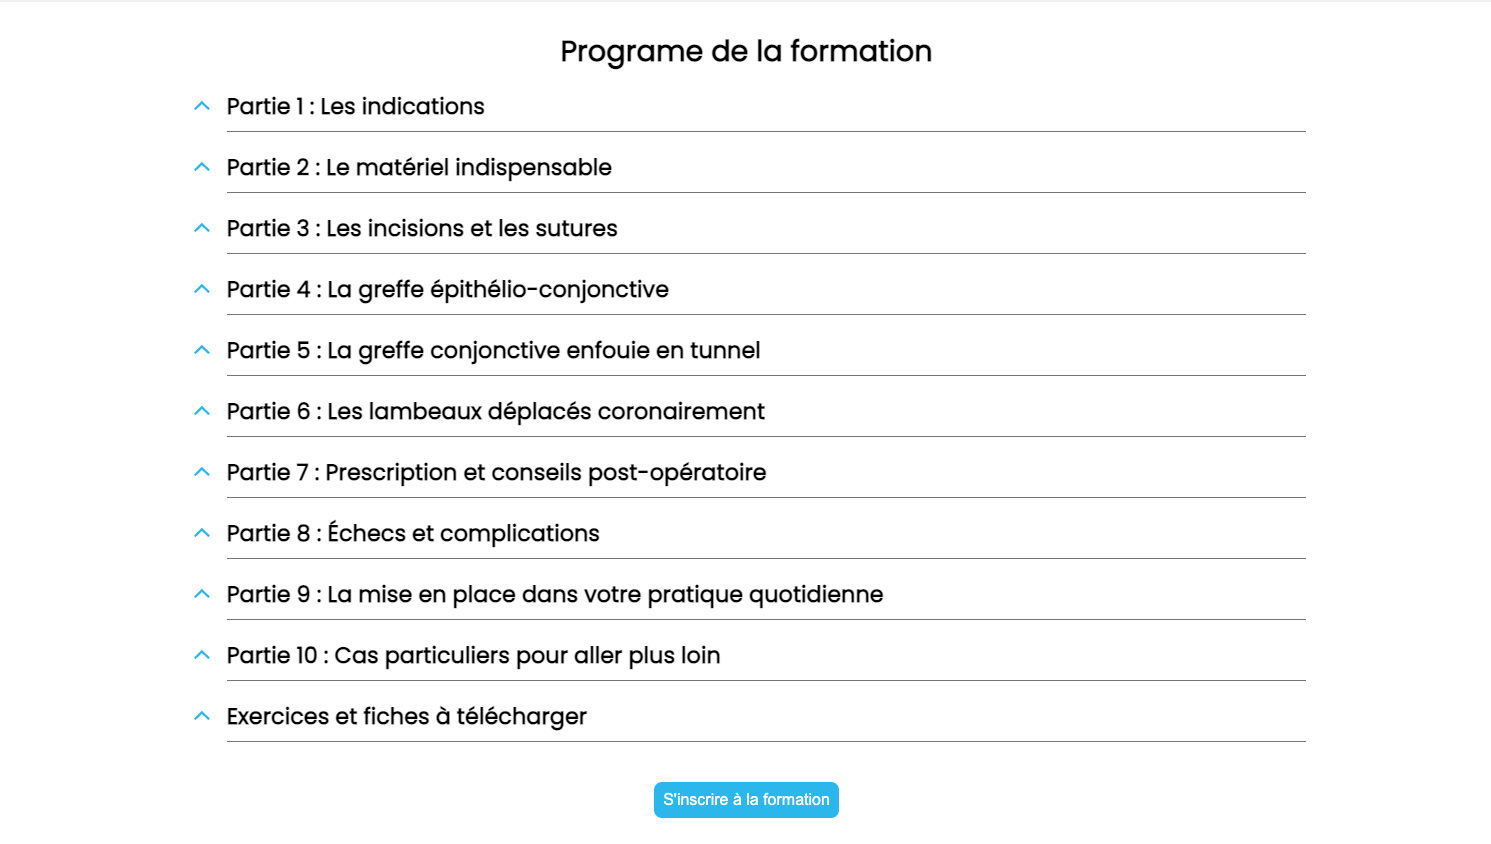 Programe de la formation
Partie 1 : Les indications
Partie 2 : Le matériel indispensable
Partie 3 : Les incisions et les sutures
Partie 4 : La greffe épithélio-conjonctive
Partie 5 : La greffe conjonctive enfouie en tunnel
Partie 6 : Les lambeaux déplacés coronairement
Partie 7 : Prescription et conseils post-opératoire
Partie 8 : Échecs et complications
Partie 9 : La mise en place dans votre pratique quotidienne
Partie 10 : Cas particuliers pour aller plus loin
Exercices et fiches à télécharger
S'inscrire à la formation